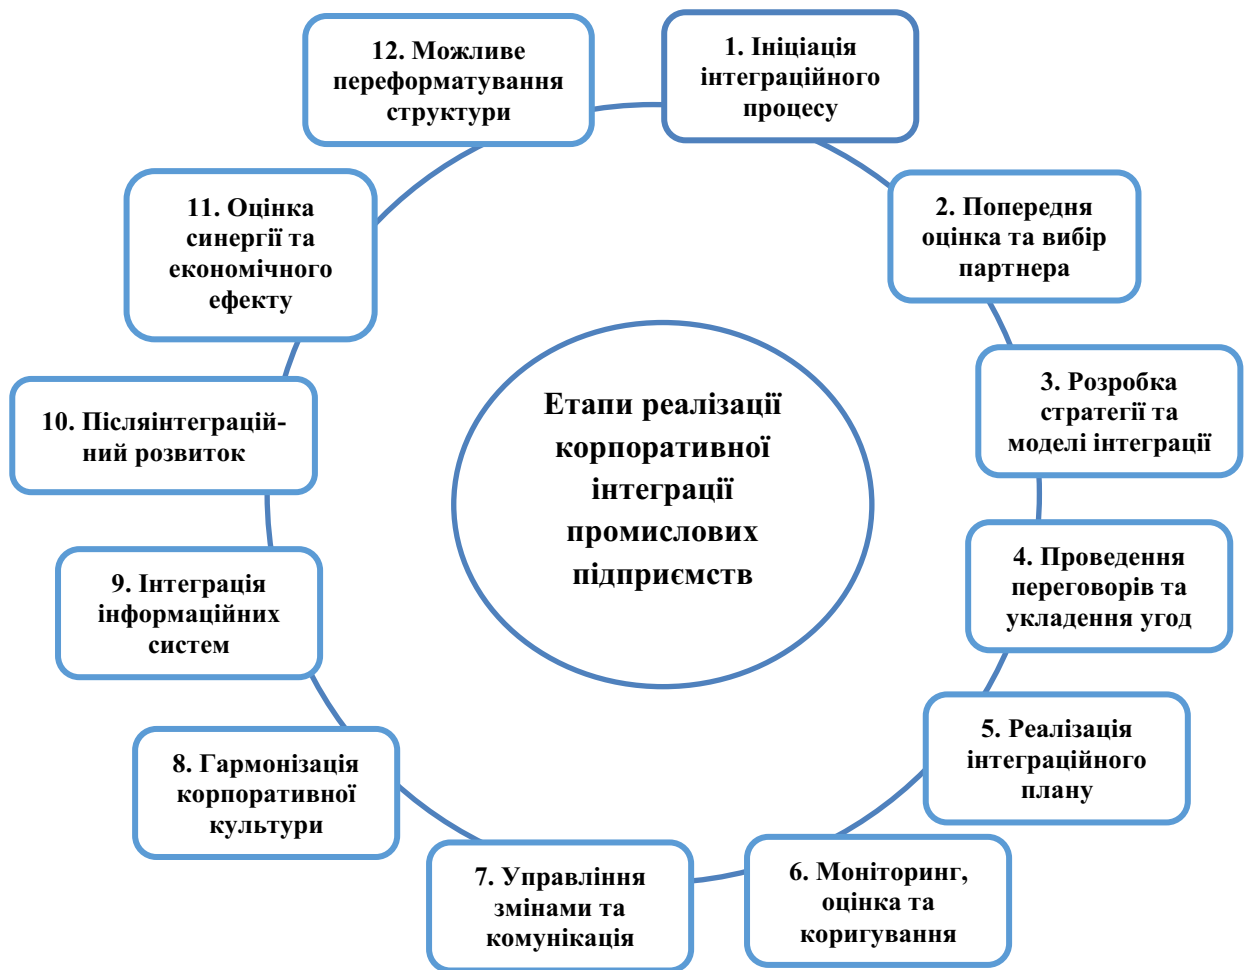 1. Ініціація
інтеграційного
процесу
2. Попередня
оцінка та вибір
партнера
3. Розробка
стратегії та
моделі інтеграції
4. Проведення
переговорів та
укладення угод
5. Реалізація
інтеграційного
плану
6. Моніторинг,
оцінка та
коригування
7. Управління
змінами та
комунікація
8. Гармонізація
корпоративної
культури
9. Інтеграція
інформаційних
систем
10. Післяінтеграцій-
ний розвиток
11. Оцінка
синергії та
економічного
ефекту
12. Можливе
переформатування
структури
Етапи реалізації
корпоративної
інтеграції
промислових
підприємств